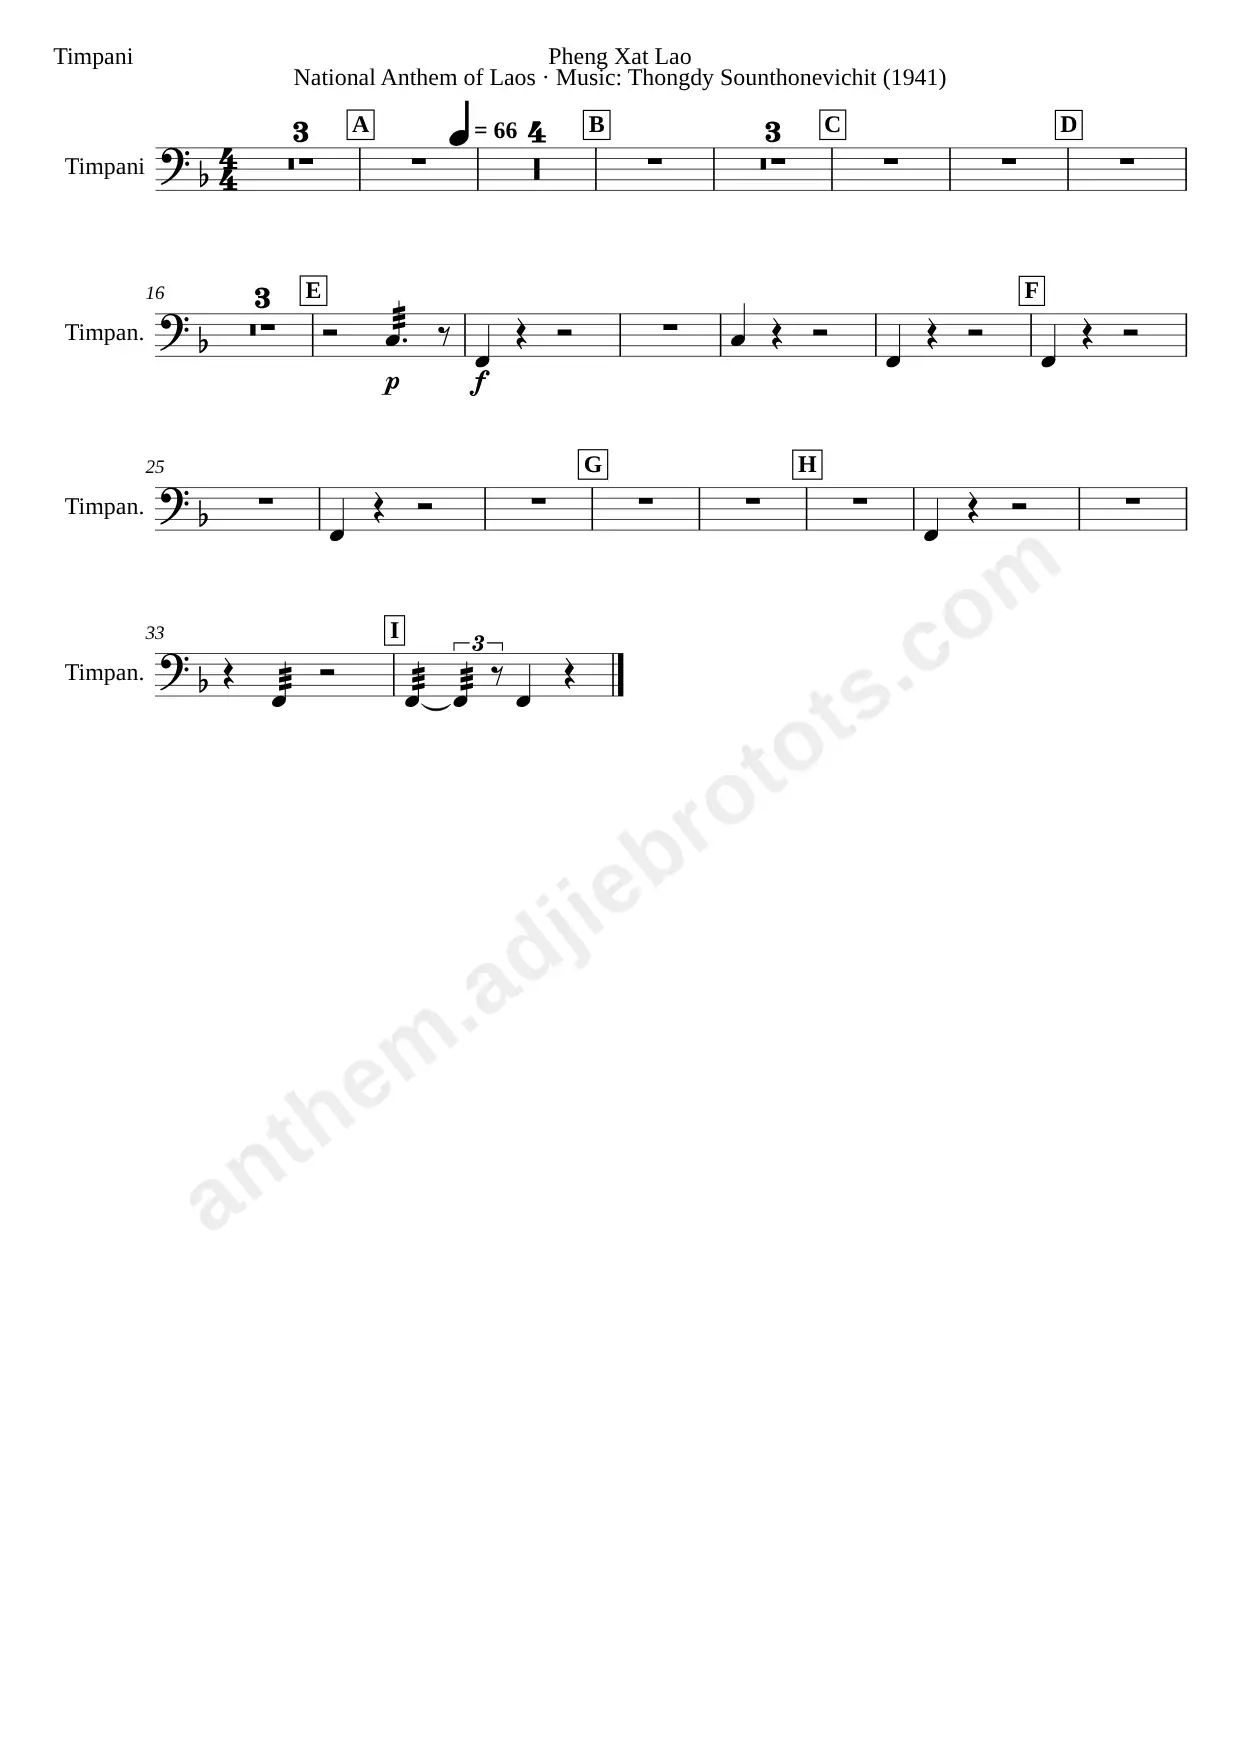 Timpani
Pheng Xat Lao
National Anthem of Laos · Music: Thongdy Sounthonevichit (1941)
3 A = 66 4 B 3 C D
Timpani
16 3 E F
Timpan.
p f
25 G H
Timpan.
33 I 3
Timpan.
anthem.adjiebrotots.com